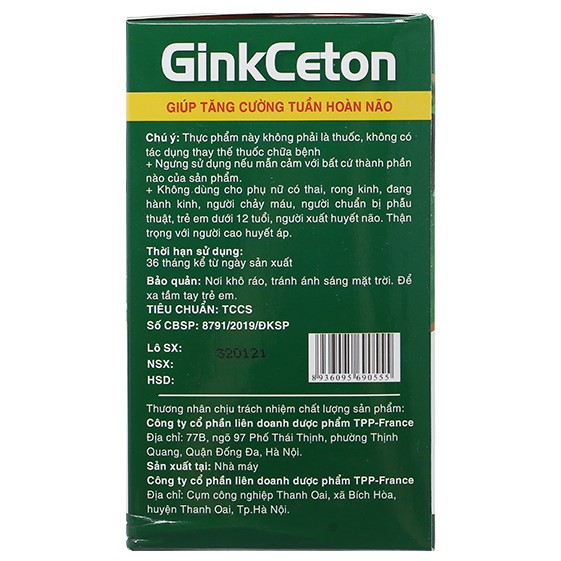 GinkCeton
GIÚP TĂNG CƯỜNG TUẦN HOÀN NÃO
Chú ý: Thực phẩm này không phải là thuốc, không có
tác dụng thay thế thuốc chữa bệnh
+ Ngưng sử dụng nếu mẫn cảm với bất cứ thành phần
nào của sản phẩm.
+ Không dùng cho phụ nữ có thai, rong kinh, đang
hành kinh, người chảy máu, người chuẩn bị phẫu
thuật, trẻ em dưới 12 tuổi, người xuất huyết não. Thận
trọng với người cao huyết áp.
Thời hạn sử dụng:
36 tháng kể từ ngày sản xuất
Bảo quản: Nơi khô ráo, tránh ánh sáng mặt trời. Để
xa tầm tay trẻ em.
TIÊU CHUẨN: TCCS
Số CBSP: 8791/2019/ĐKSP
Lô SX: 320121
NSX:
HSD:
8936095690555
Thương nhân chịu trách nhiệm chất lượng sản phẩm:
Công ty cổ phần liên doanh dược phẩm TPP-France
Địa chỉ: 77B, ngõ 97 Phố Thái Thịnh, phường Thịnh
Quang, Quận Đống Đa, Hà Nội.
Sản xuất tại: Nhà máy
Công ty cổ phần liên doanh dược phẩm TPP-France
Địa chỉ: Cụm công nghiệp Thanh Oai, xã Bích Hòa,
huyện Thanh Oai, Tp.Hà Nội.